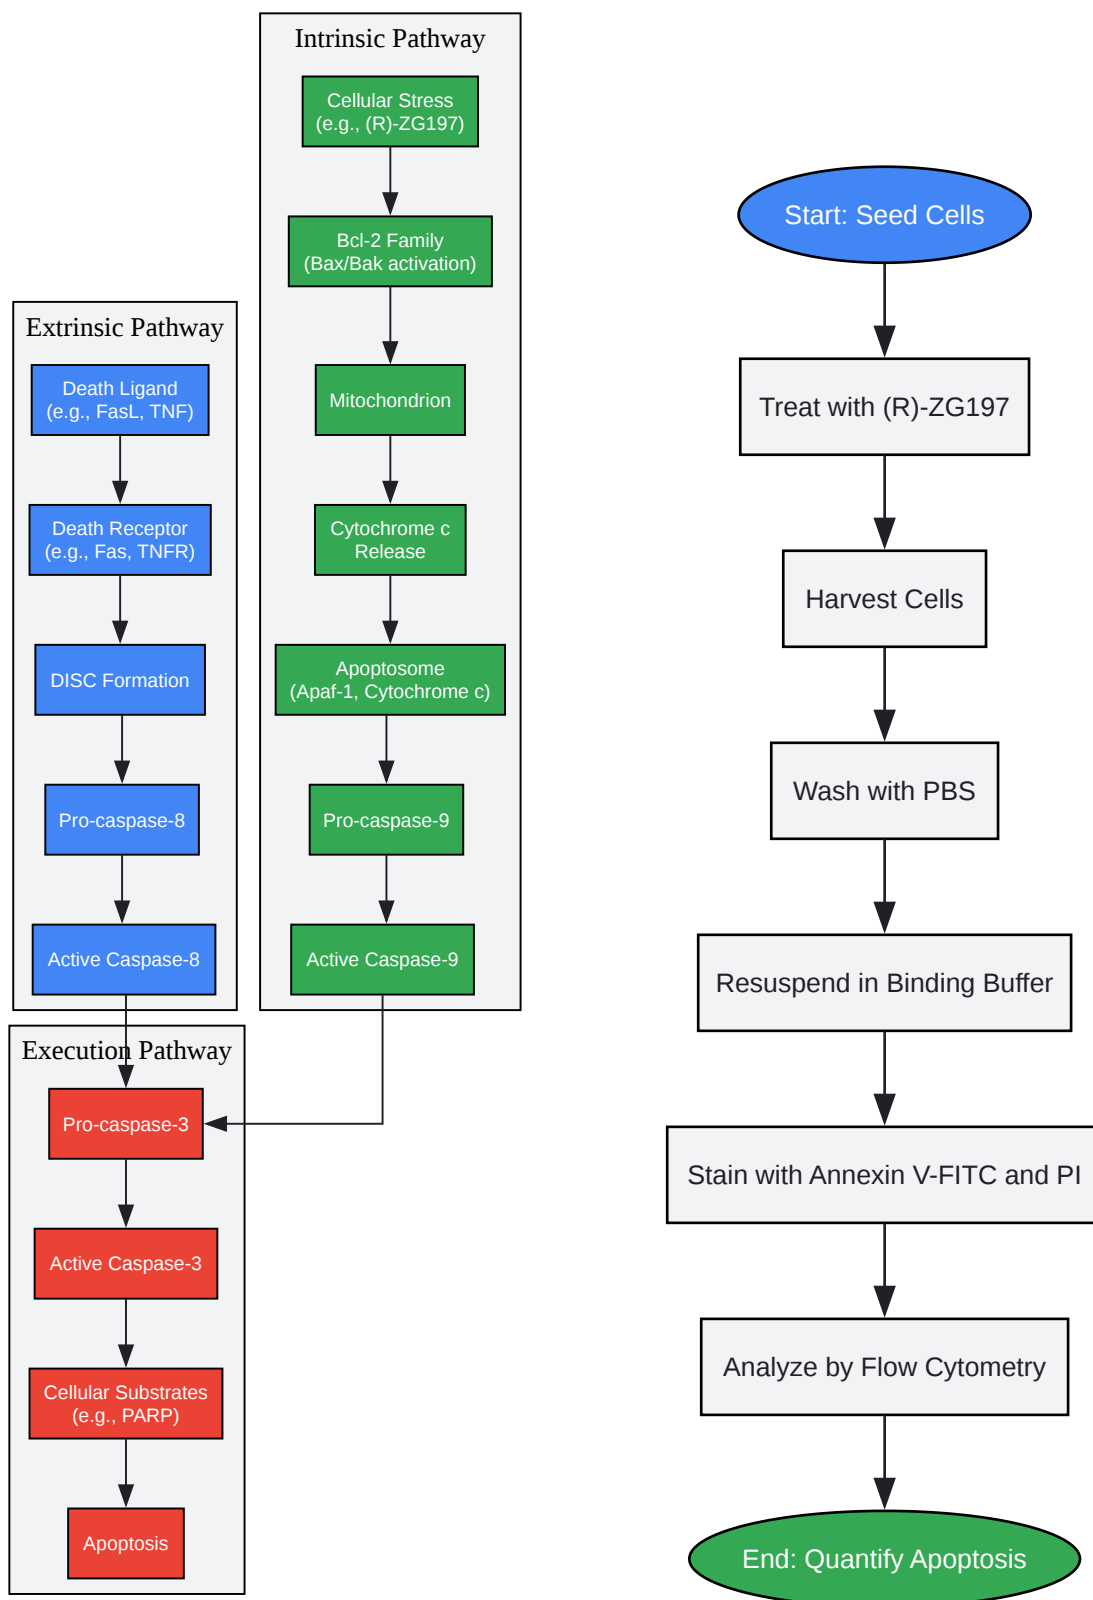 Intrinsic Pathway
Cellular Stress
(e.g., (R)-ZG197)
Bcl-2 Family
(Bax/Bak activation)
Mitochondrion
Cytochrome c
Release
Apoptosome
(Apaf-1, Cytochrome c)
Pro-caspase-9
Active Caspase-9
Extrinsic Pathway
Death Ligand
(e.g., FasL, TNF)
Death Receptor
(e.g., Fas, TNFR)
DISC Formation
Pro-caspase-8
Active Caspase-8
Execution Pathway
Pro-caspase-3
Active Caspase-3
Cellular Substrates
(e.g., PARP)
Apoptosis
Start: Seed Cells
Treat with (R)-ZG197
Harvest Cells
Wash with PBS
Resuspend in Binding Buffer
Stain with Annexin V-FITC and PI
Analyze by Flow Cytometry
End: Quantify Apoptosis